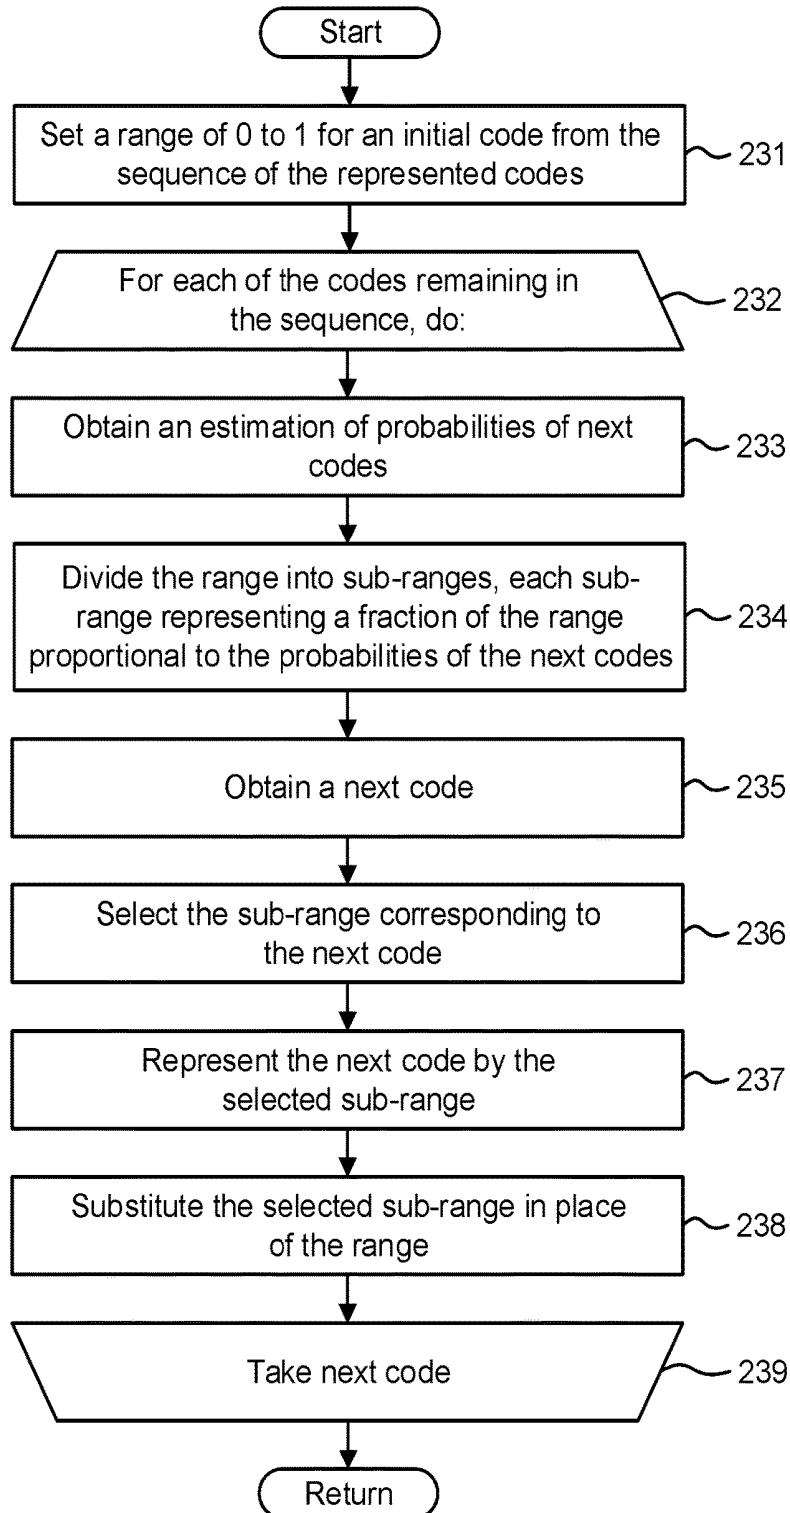 Start
Set a range of 0 to 1 for an initial code from the
sequence of the represented codes
231
For each of the codes remaining in
the sequence, do:
232
Obtain an estimation of probabilities of next
codes
233
Divide the range into sub-ranges, each sub-
range representing a fraction of the range
proportional to the probabilities of the next codes
234
Obtain a next code
235
Select the sub-range corresponding to
the next code
236
Represent the next code by the
selected sub-range
237
Substitute the selected sub-range in place
of the range
238
Take next code
239
Return